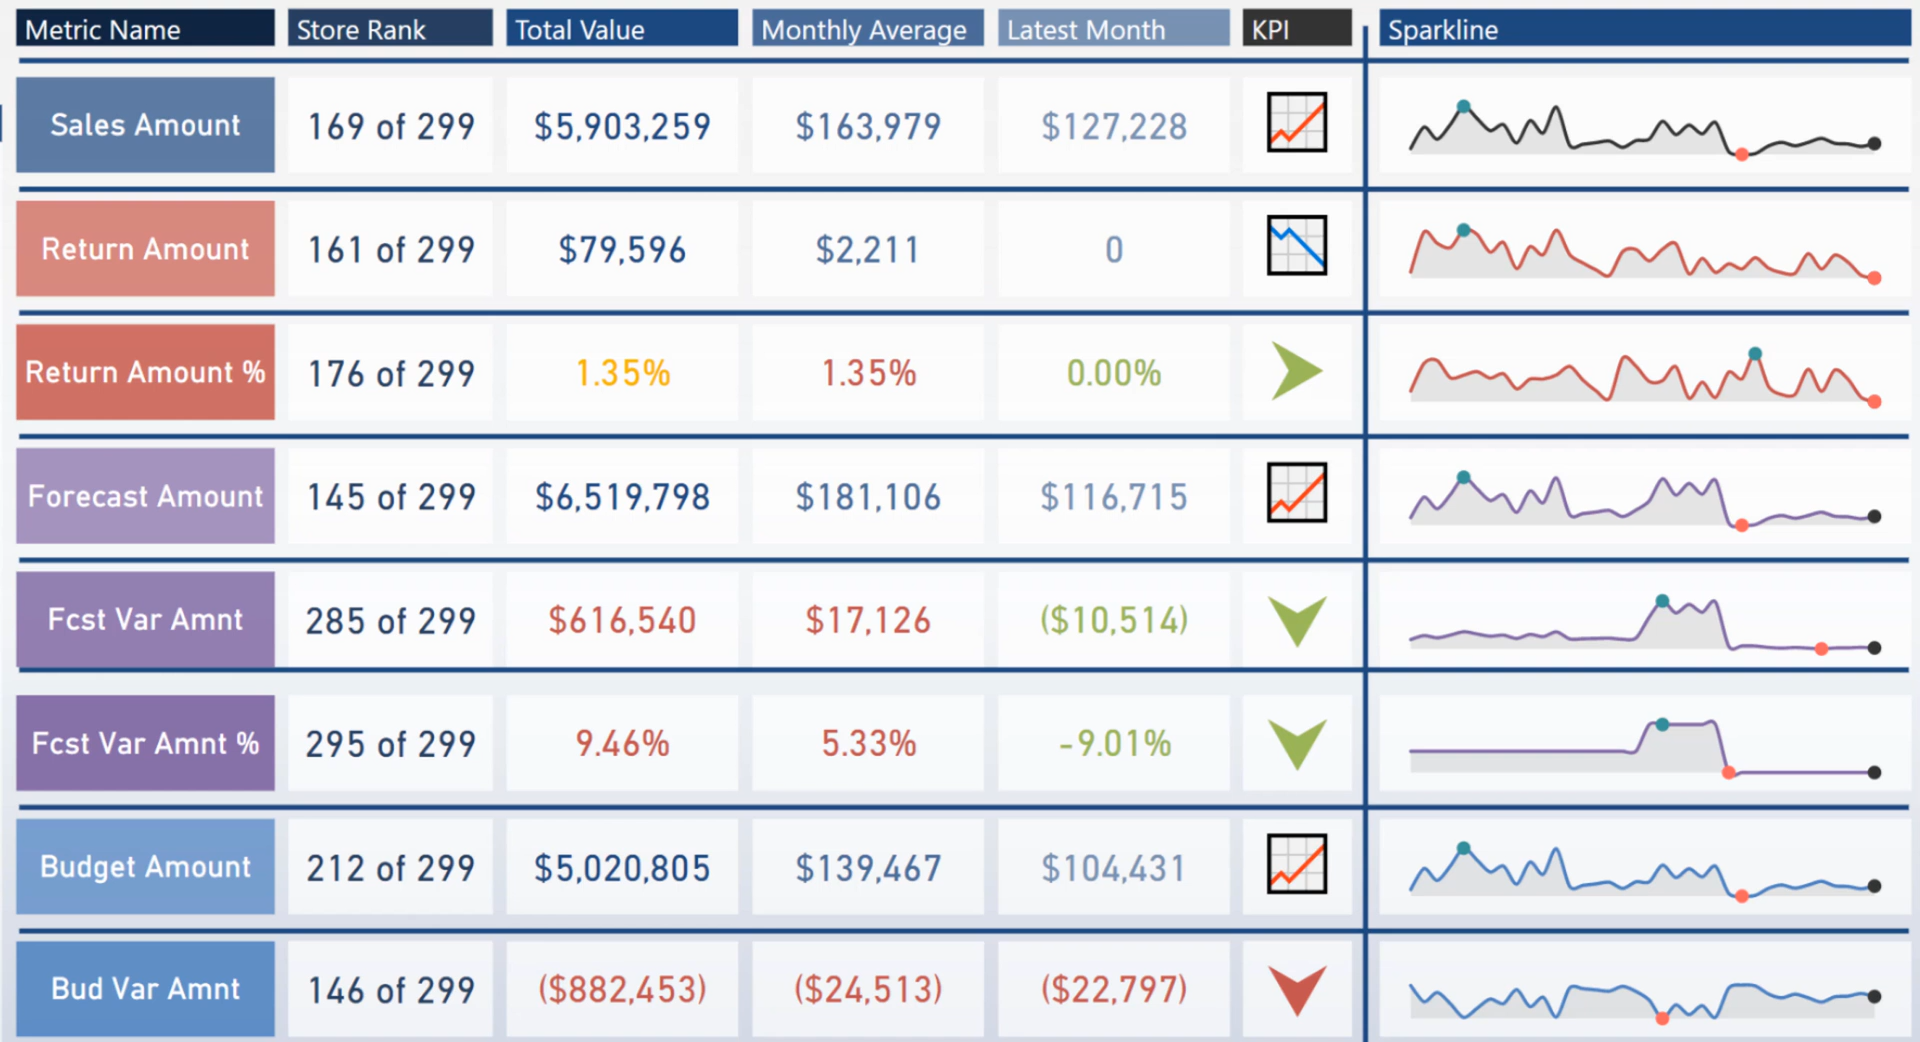 Metric Name Store Rank Total Value Monthly Average Latest Month KPI Sparkline
Sales Amount 169 of 299 $5,903,259 $163,979 $127,228
Return Amount 161 of 299 $79,596 $2,211 0
Return Amount % 176 of 299 1.35% 1.35% 0.00%
Forecast Amount 145 of 299 $6,519,798 $181,106 $116,715
Fcst Var Amnt 285 of 299 $616,540 $17,126 ($10,514)
Fcst Var Amnt % 295 of 299 9.46% 5.33% -9.01%
Budget Amount 212 of 299 $5,020,805 $139,467 $104,431
Bud Var Amnt 146 of 299 ($882,453) ($24,513) ($22,797)